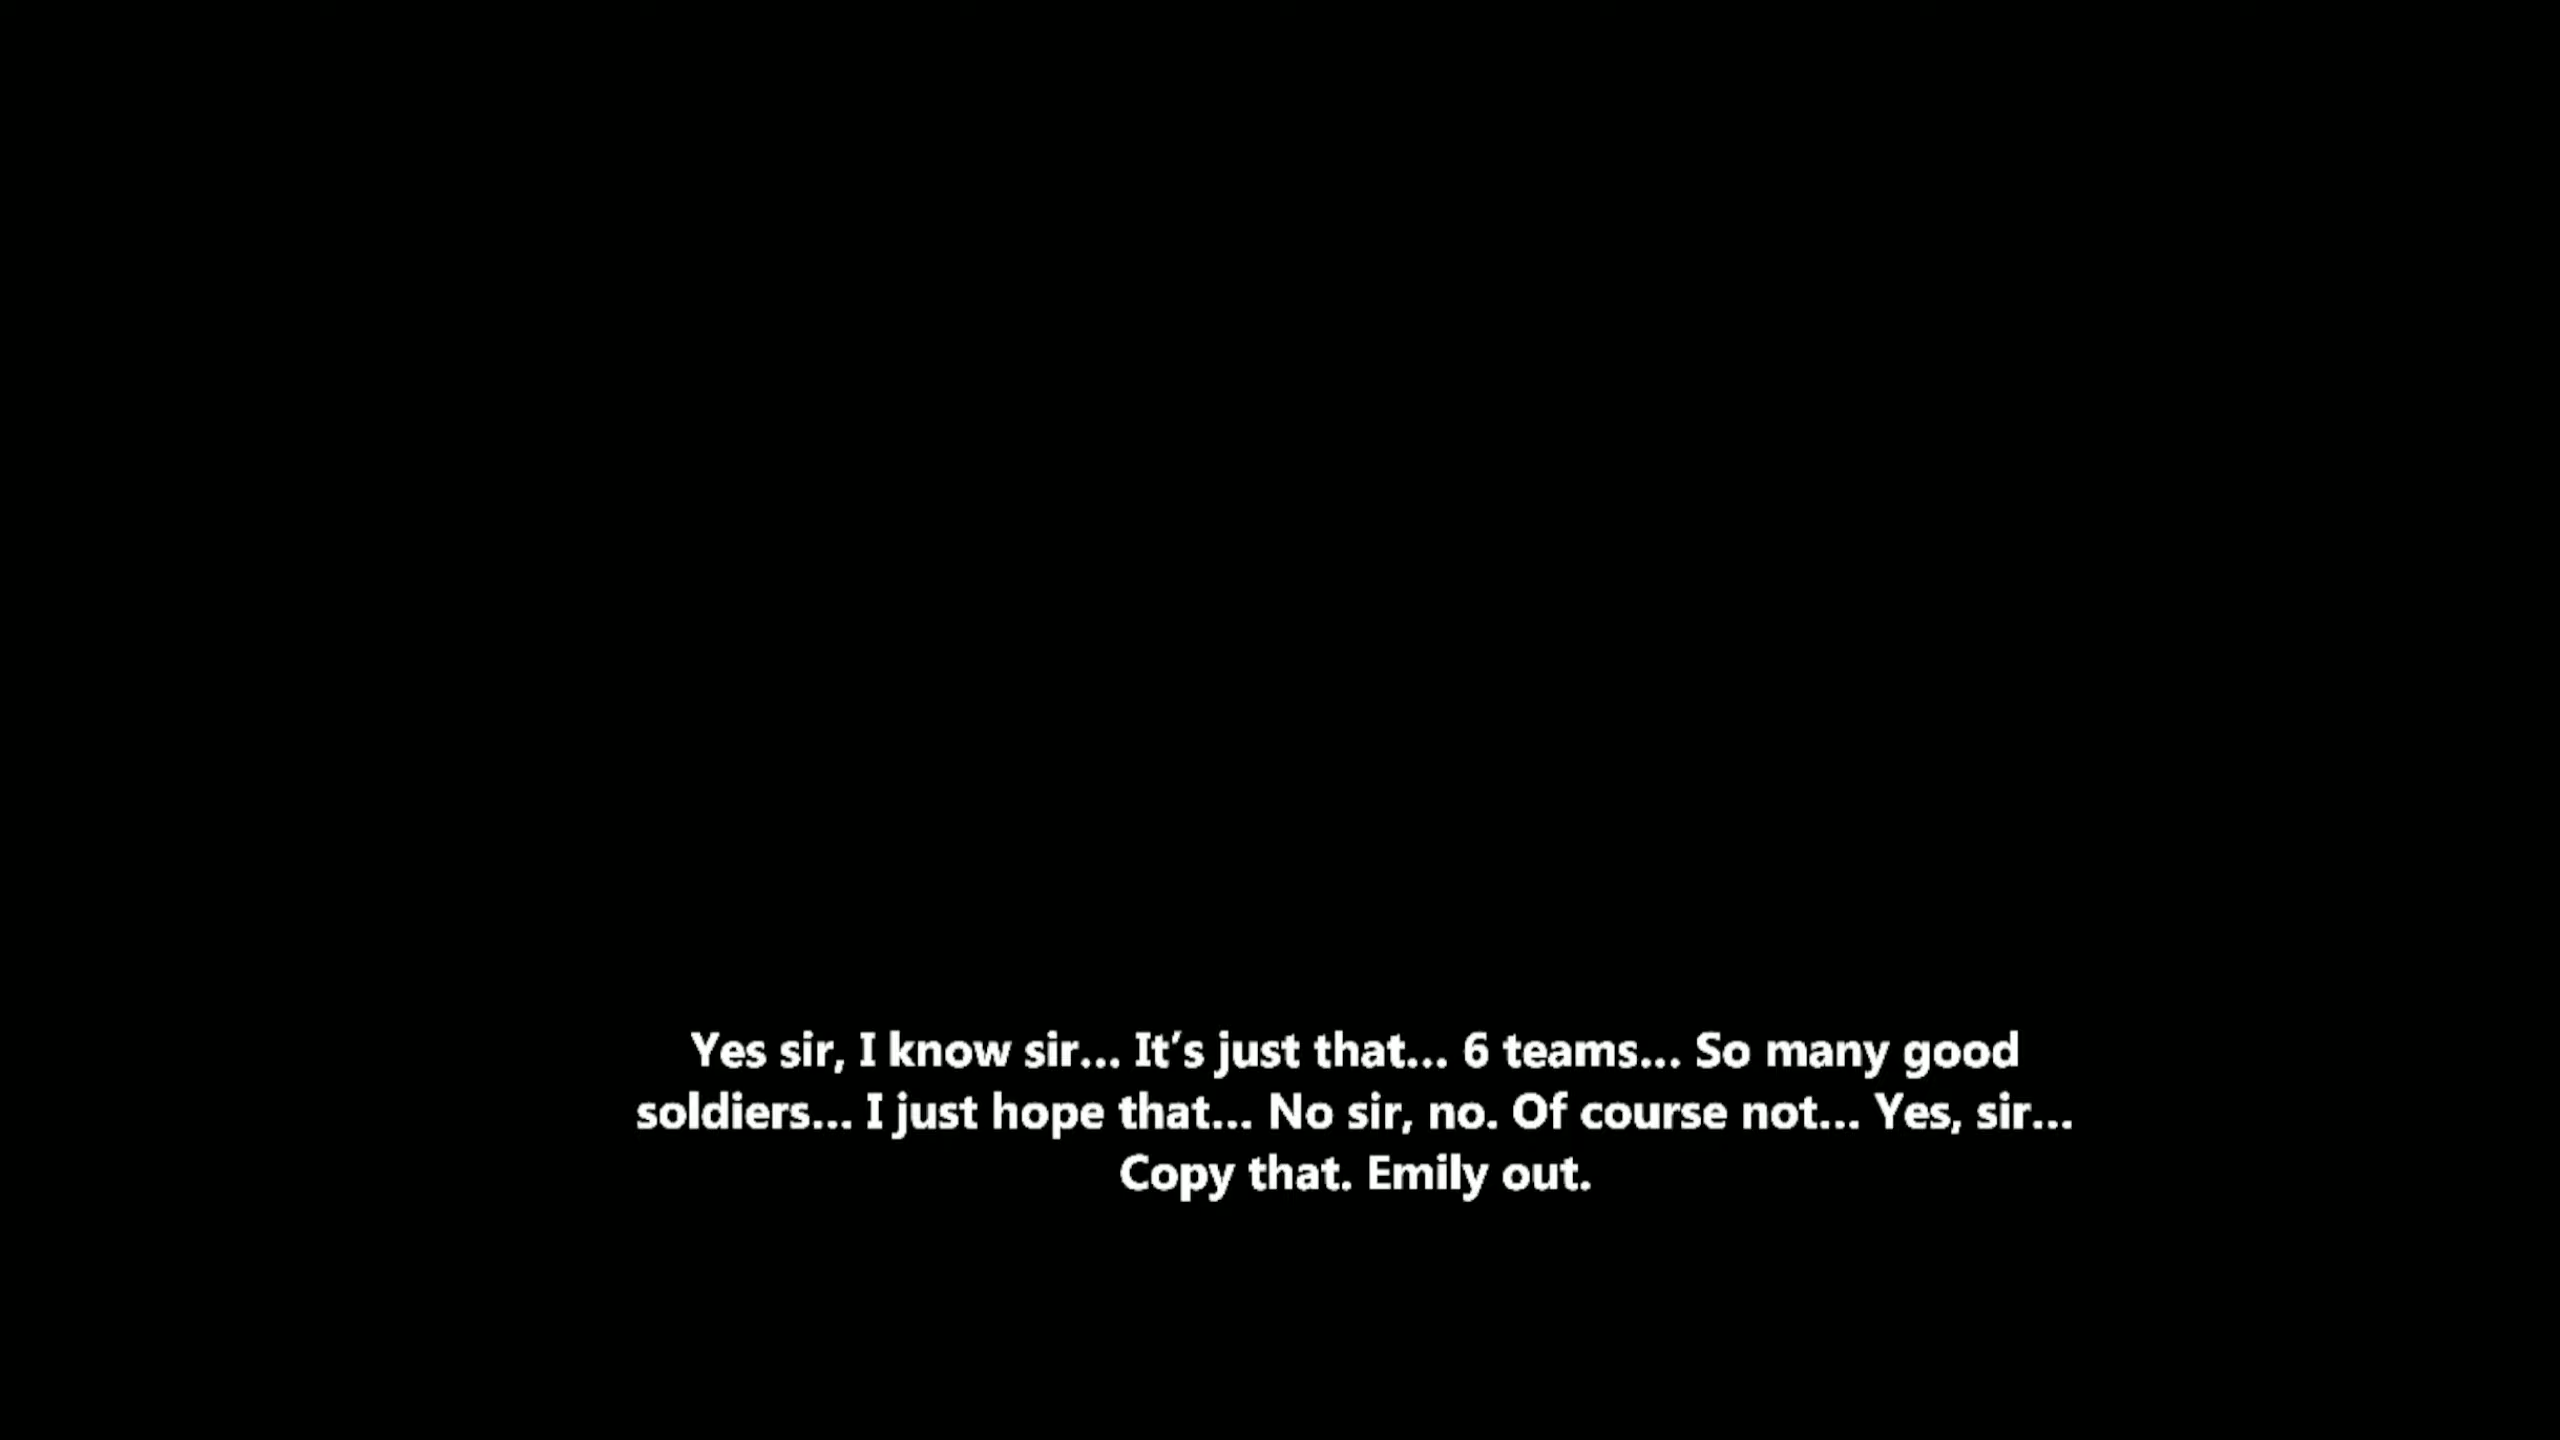 Yes sir, I know sir... It's just that... 6 teams... So many good
soldiers... I just hope that... No sir, no. Of course not... Yes, sir...
Copy that. Emily out.